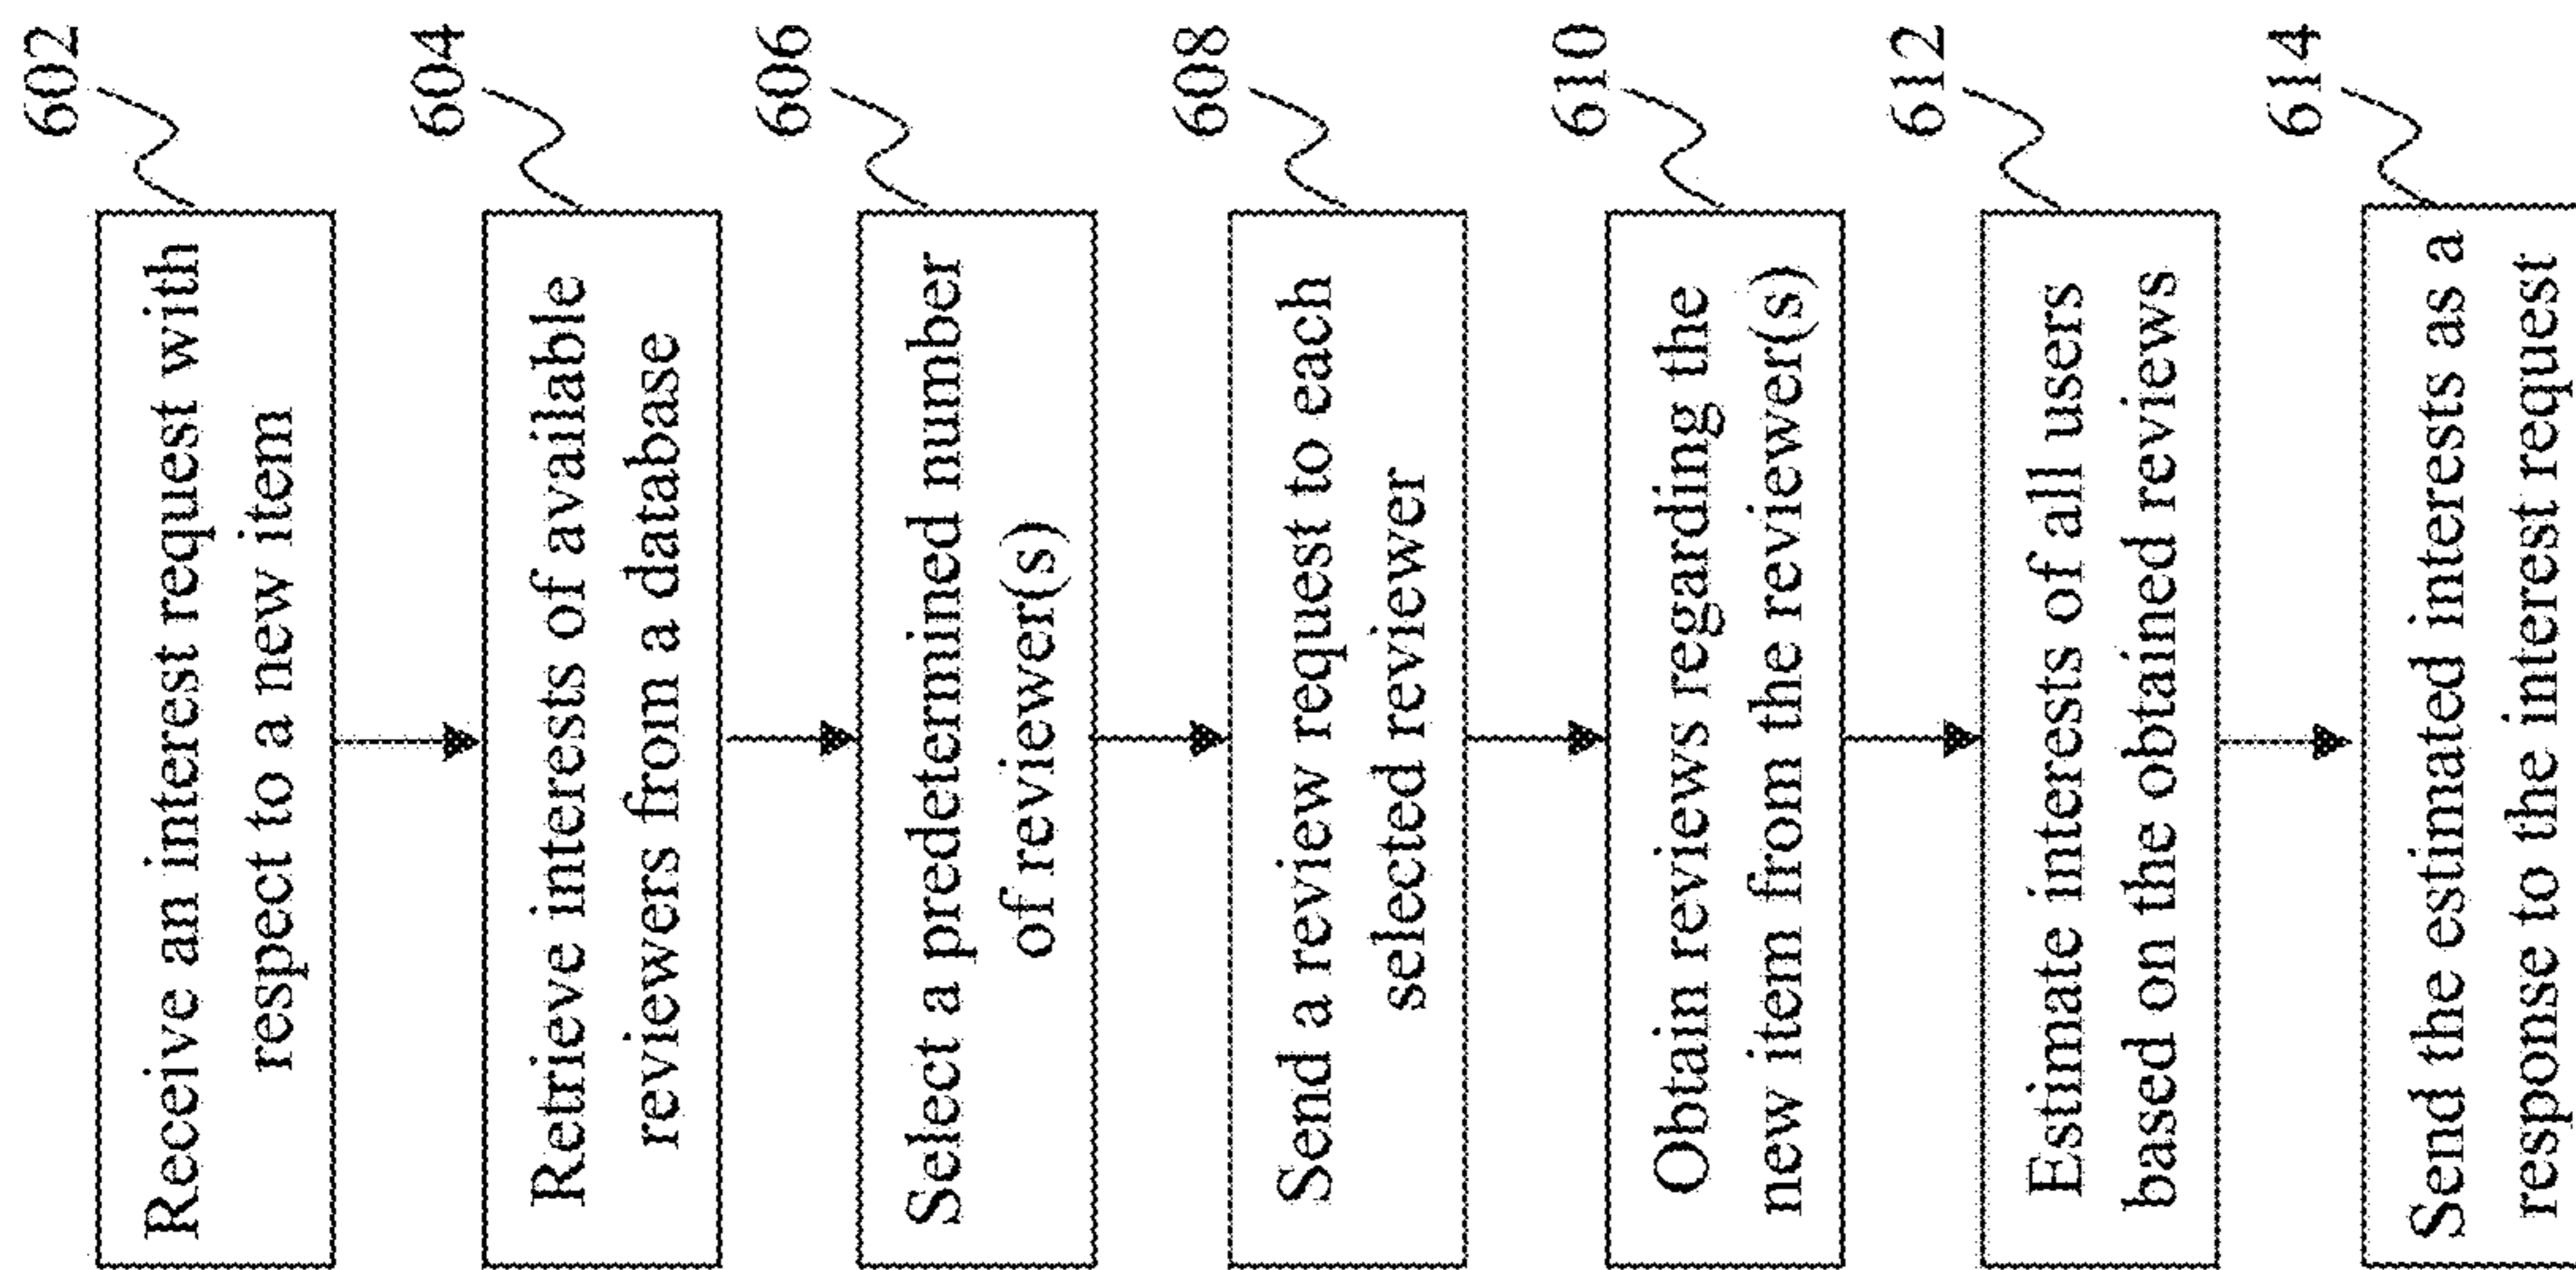 602
Receive an interest request with
respect to a new item
604
Retrieve interests of available
reviewers from a database
606
Select a predetermined number
of reviewer(s)
608
Send a review request to each
selected reviewer
610
Obtain reviews regarding the
new item from the reviewer(s)
612
Estimate interests of all users
based on the obtained reviews
614
Send the estimated interests as a
response to the interest request